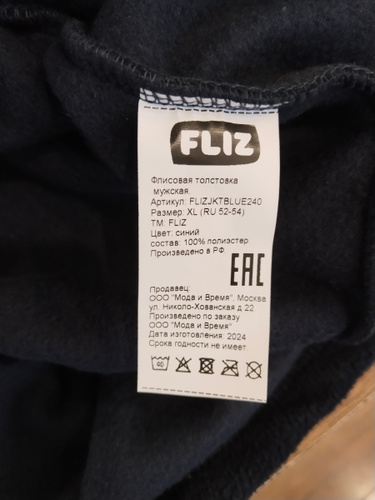 FLIZ
Флисовая толстовка
мужская.
Артикул: FLIZJKTBLUE240
Размер: XL (RU 52-54)
ТМ: FLIZ
Цвет: синий
состав: 100% полиэстер
Произведено в РФ
EAC
Продавец:
ООО "Мода и Время", Москва
ул. Николо-Хованская д 22
Произведено по заказу
ООО "Мода и Время"
Дата изготовления: 2024
Срока годности не имеет.
40